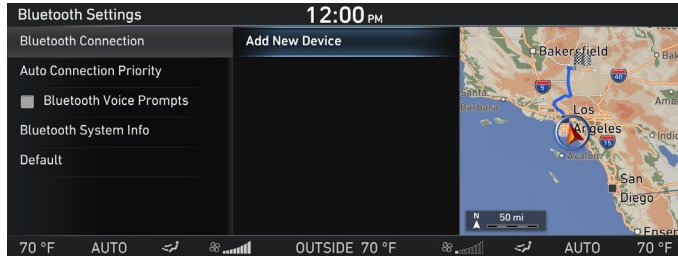 Bluetooth Settings
12:00 PM
Bluetooth Connection
Auto Connection Priority
Bluetooth Voice Prompts
Bluetooth System Info
Default
Add New Device
Bakersfield
40
5
Santa
Barbara
Los
Angeles
15
Avalon
San
Diego
N 50 mi
70 °F AUTO OUTSIDE 70 °F AUTO 70 °F